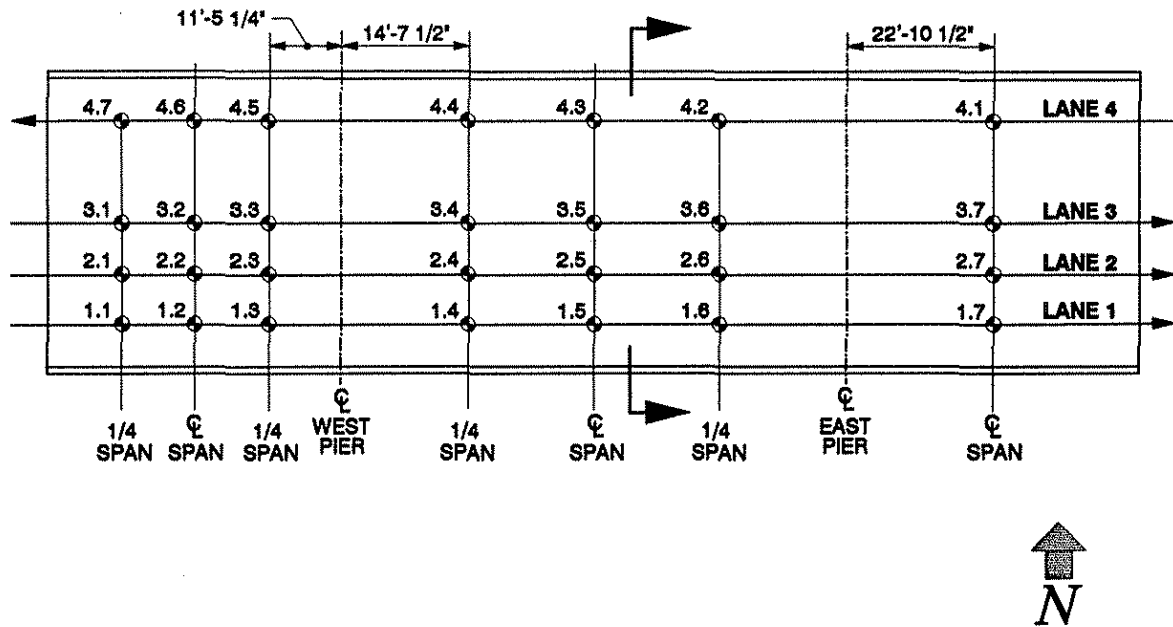 11'-5 1/4"
14'-7 1/2"
22'-10 1/2"
4.7 4.6 4.5 4.4 4.3 4.2 4.1 LANE 4
3.1 3.2 3.3 3.4 3.5 3.6 3.7 LANE 3
2.1 2.2 2.3 2.4 2.5 2.6 2.7 LANE 2
1.1 1.2 1.3 1.4 1.5 1.6 1.7 LANE 1
1/4
SPAN
℄
SPAN
1/4
SPAN
℄
WEST
PIER
1/4
SPAN
℄
SPAN
1/4
SPAN
℄
EAST
PIER
℄
SPAN
N